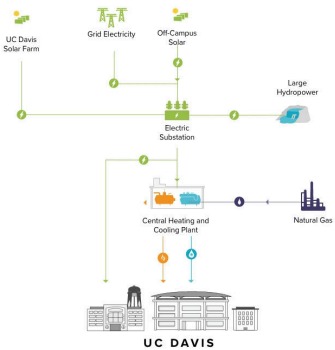 UC Davis
Solar Farm
Grid Electricity
Off-Campus
Solar
Large
Hydropower
Electric
Substation
Central Heating and
Cooling Plant
Natural Gas
UC DAVIS